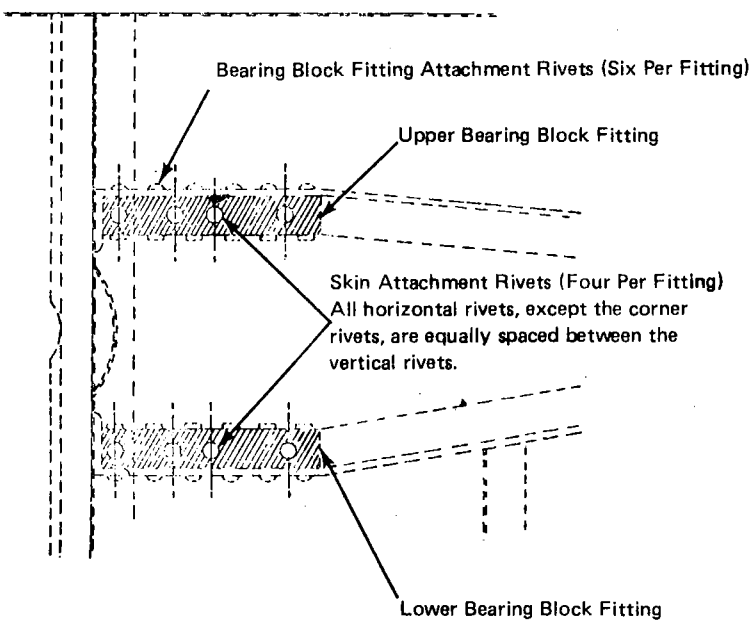 Bearing Block Fitting Attachment Rivets (Six Per Fitting)
Upper Bearing Block Fitting
Skin Attachment Rivets (Four Per Fitting)
All horizontal rivets, except the corner
rivets, are equally spaced between the
vertical rivets.
Lower Bearing Block Fitting